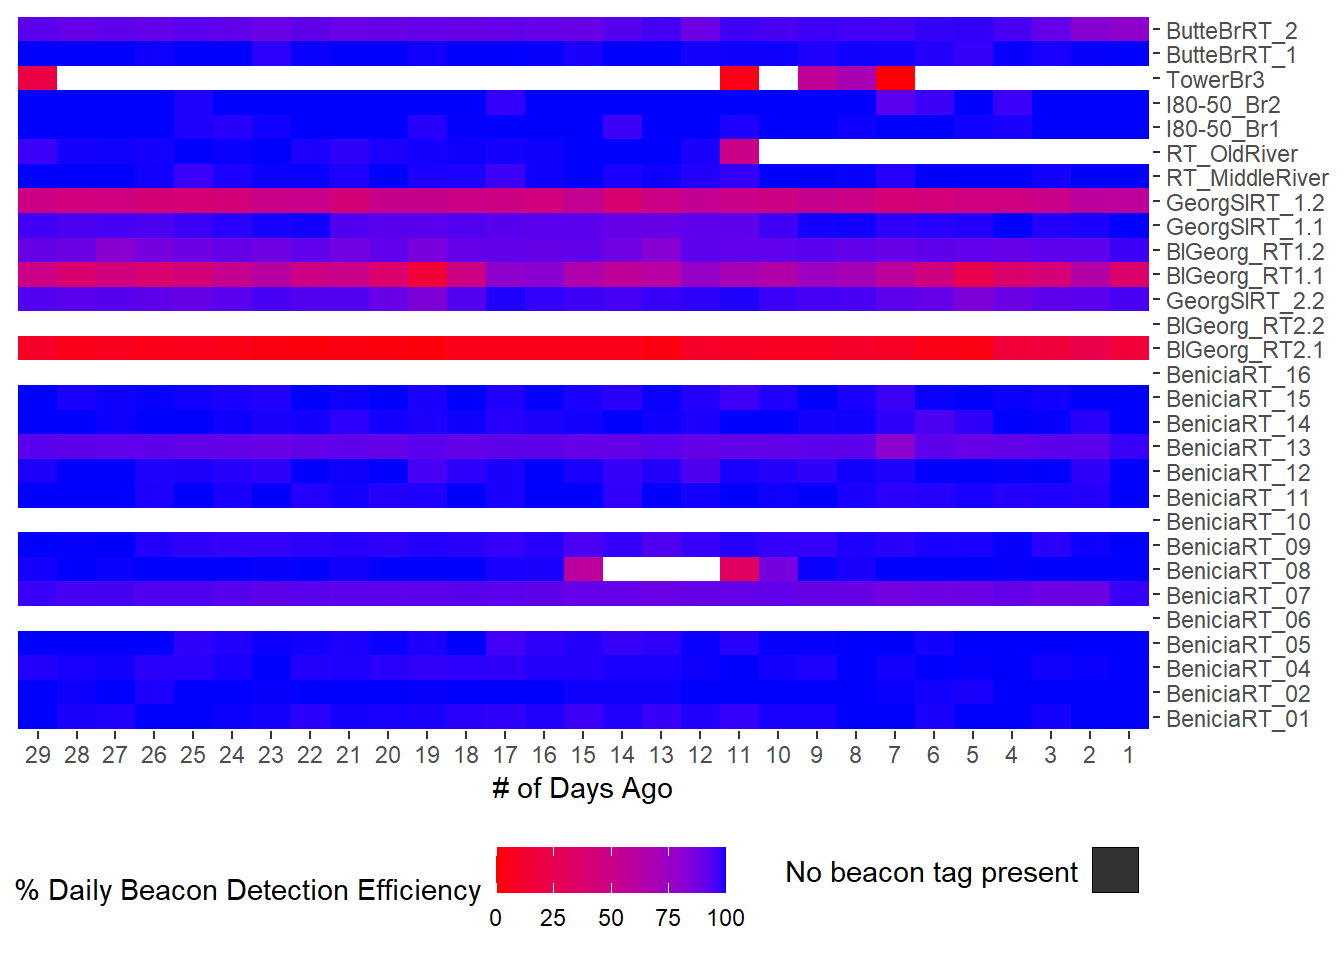 ButteBrRT_2
ButteBrRT_1
TowerBr3
I80-50_Br2
I80-50_Br1
RT_OldRiver
RT_MiddleRiver
GeorgSlRT_1.2
GeorgSlRT_1.1
BlGeorg_RT1.2
BlGeorg_RT1.1
GeorgSlRT_2.2
BlGeorg_RT2.2
BlGeorg_RT2.1
BeniciaRT_16
BeniciaRT_15
BeniciaRT_14
BeniciaRT_13
BeniciaRT_12
BeniciaRT_11
BeniciaRT_10
BeniciaRT_09
BeniciaRT_08
BeniciaRT_07
BeniciaRT_06
BeniciaRT_05
BeniciaRT_04
BeniciaRT_02
BeniciaRT_01
29 28 27 26 25 24 23 22 21 20 19 18 17 16 15 14 13 12 11 10 9 8 7 6 5 4 3 2 1
# of Days Ago
% Daily Beacon Detection Efficiency
0 25 50 75 100
No beacon tag present